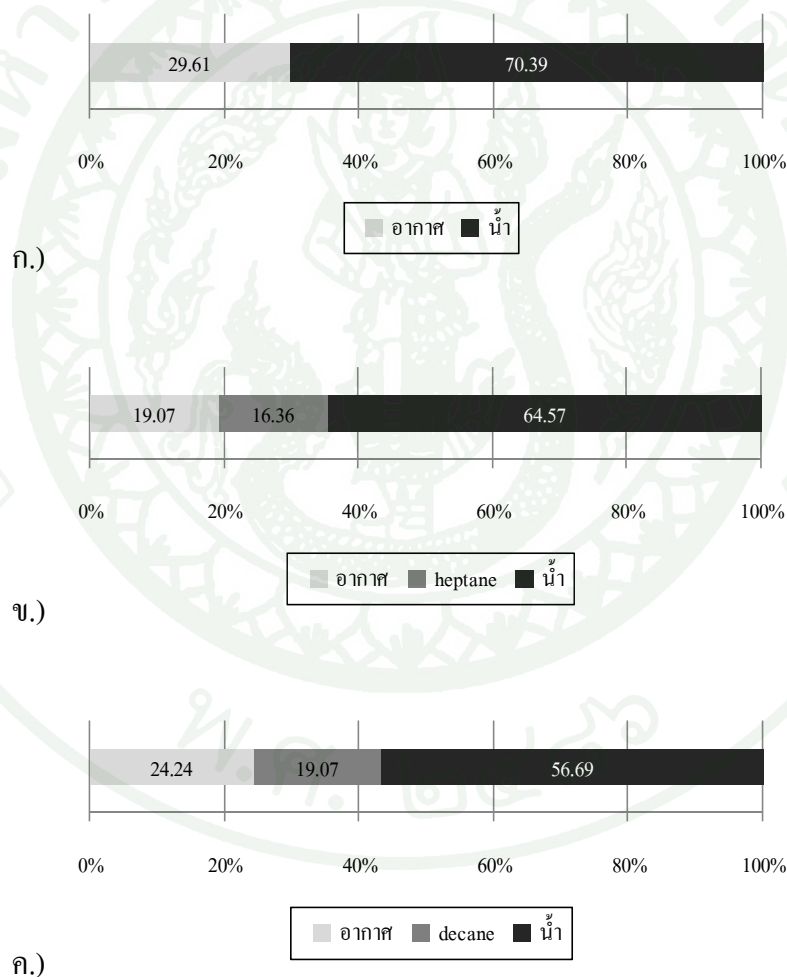 29.61 70.39
0% 20% 40% 60% 80% 100%
อากาศ น้ำ
ก.)
19.07 16.36 64.57
0% 20% 40% 60% 80% 100%
อากาศ heptane น้ำ
ข.)
24.24 19.07 56.69
0% 20% 40% 60% 80% 100%
อากาศ decane น้ำ
ค.)